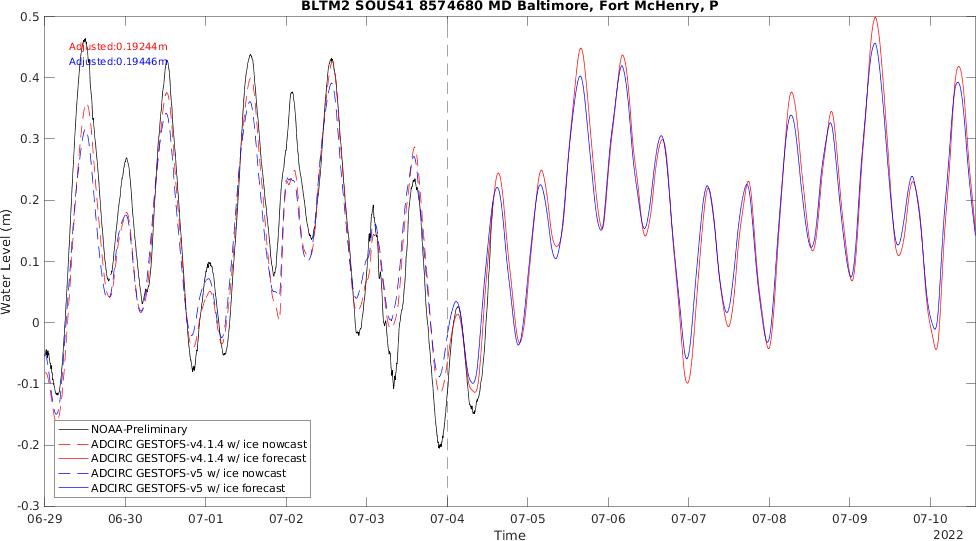 BLTM2 SOUS41 8574680 MD Baltimore, Fort McHenry, P
Adjusted:0.19244m
Adjusted:0.19446m
Water Level (m)
0.5
0.4
0.3
0.2
0.1
0
-0.1
-0.2
-0.3
NOAA-Preliminary
ADCIRC GESTOFS-v4.1.4 w/ ice nowcast
ADCIRC GESTOFS-v4.1.4 w/ ice forecast
ADCIRC GESTOFS-v5 w/ ice nowcast
ADCIRC GESTOFS-v5 w/ ice forecast
06-29 06-30 07-01 07-02 07-03 07-04 07-05 07-06 07-07 07-08 07-09 07-10
Time
2022